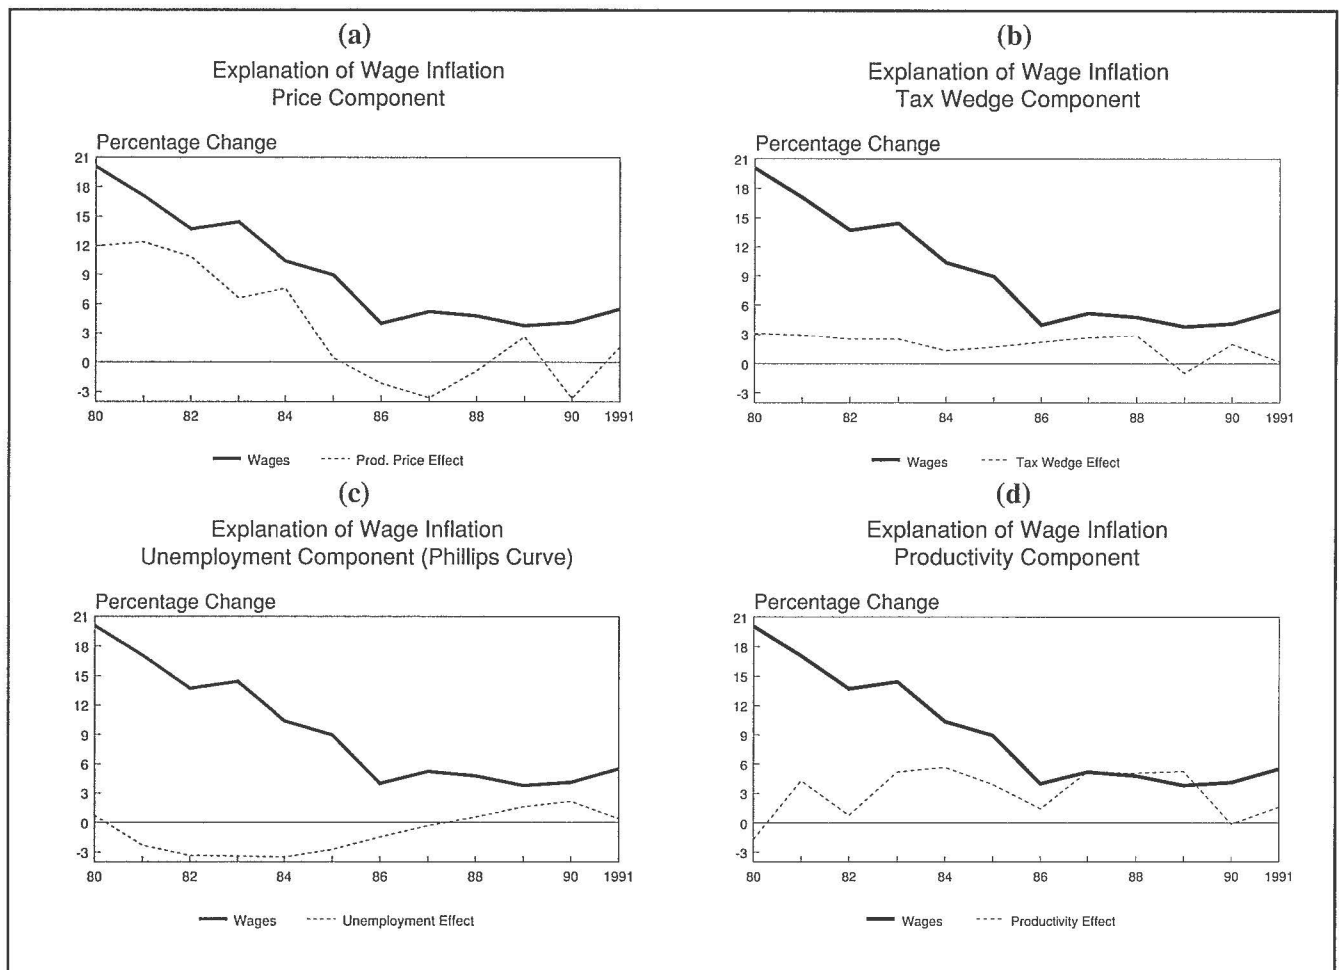 (a)
Explanation of Wage Inflation
Price Component
Percentage Change
21
18
15
12
9
6
3
0
-3
80 82 84 86 88 90 1991
Wages Prod. Price Effect
(b)
Explanation of Wage Inflation
Tax Wedge Component
Percentage Change
21
18
15
12
9
6
3
0
-3
80 82 84 86 88 90 1991
Wages Tax Wedge Effect
(c)
Explanation of Wage Inflation
Unemployment Component (Phillips Curve)
Percentage Change
21
18
15
12
9
6
3
0
-3
80 82 84 86 88 90 1991
Wages Unemployment Effect
(d)
Explanation of Wage Inflation
Productivity Component
Percentage Change
21
18
15
12
9
6
3
0
-3
80 82 84 86 88 90 1991
Wages Productivity Effect